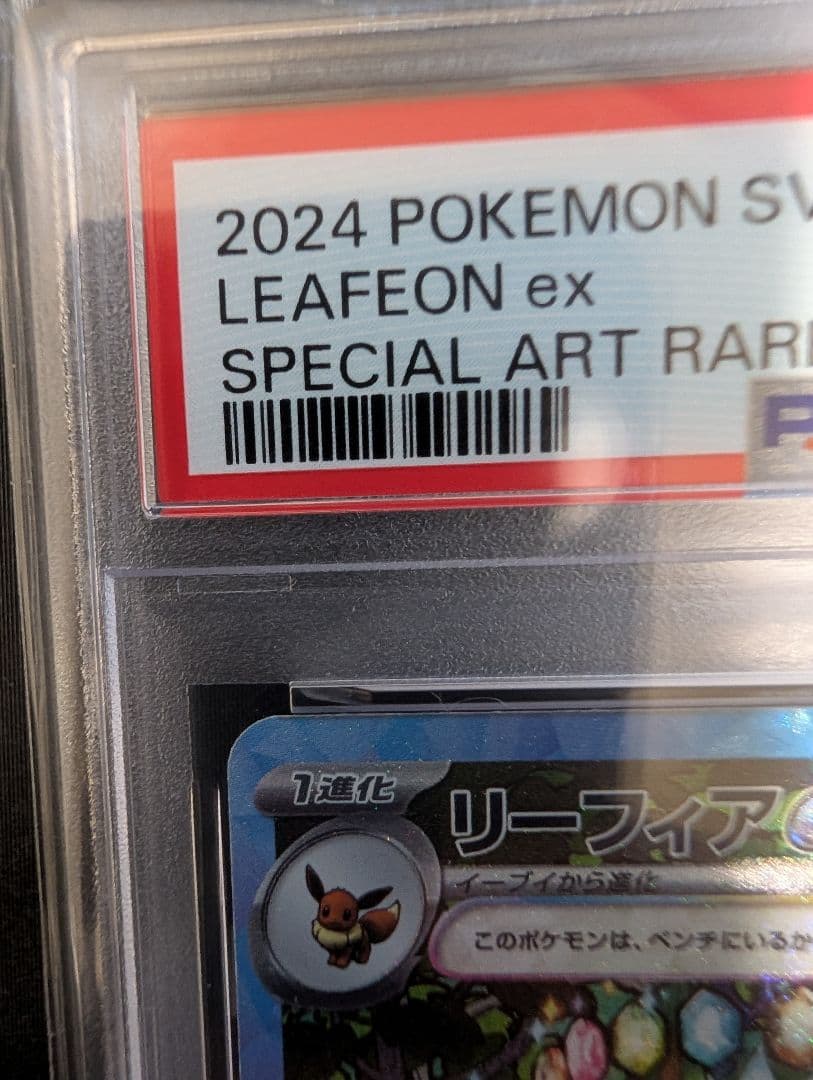 2024 POKEMON SV
LEAFEON ex
SPECIAL ART RARE
1進化
リーフィア
イーブイから進化
このポケモンは、ベンチにいるか